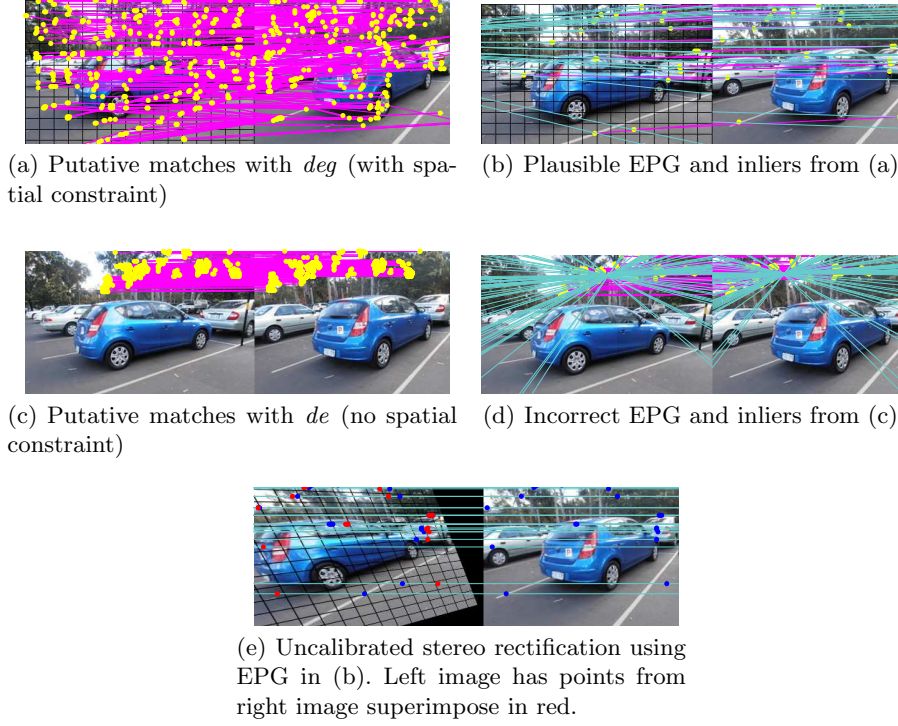 (a) Putative matches with deg (with spa-
tial constraint)
(b) Plausible EPG and inliers from (a)
(c) Putative matches with de (no spatial
constraint)
(d) Incorrect EPG and inliers from (c)
(e) Uncalibrated stereo rectification using
EPG in (b). Left image has points from
right image superimpose in red.